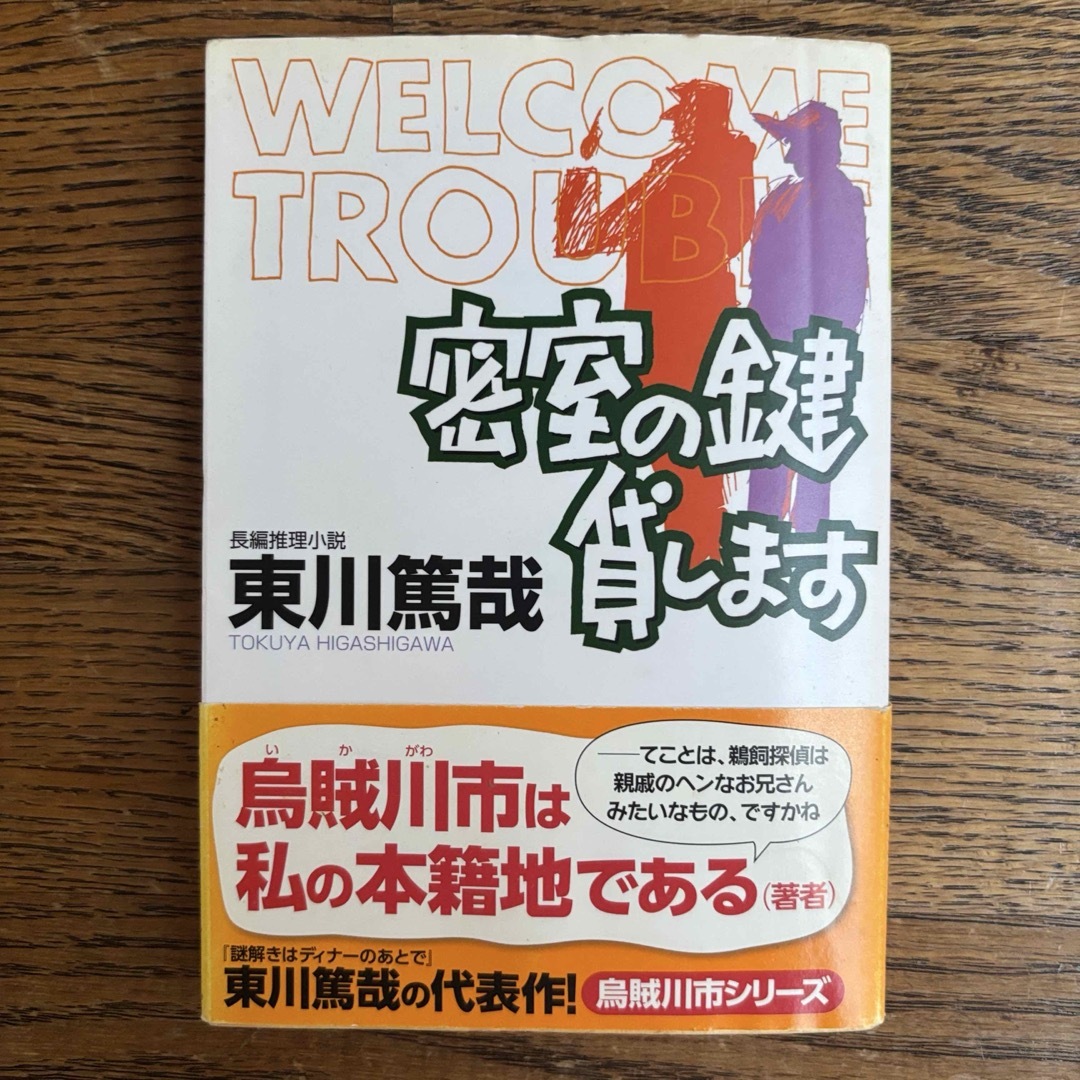 WELCOME
TROUBLE
密室の鍵
貸します
長編推理小説
東川篤哉
TOKUYA HIGASHIGAWA
いかがわ
烏賊川市は
私の本籍地である(著者)
――てことは、鵜飼探偵は
親戚のヘンなお兄さん
みたいなもの、ですかね
『謎解きはディナーのあとで』
東川篤哉の代表作!
烏賊川市シリーズ